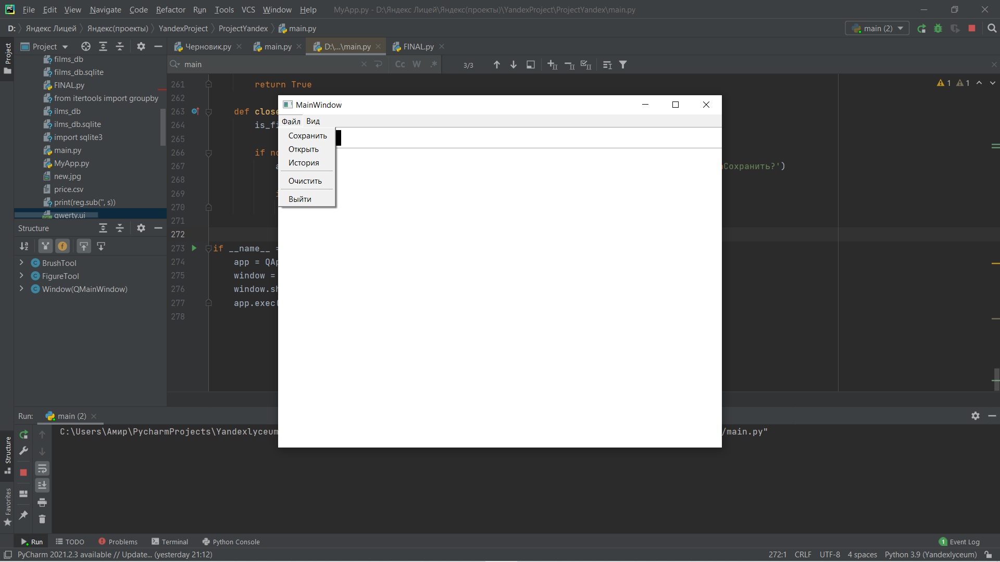 File Edit View Navigate Code Refactor Run Tools VCS Window Help MyApp.py - D:\Яндекс Лицей\Яндекс(проекты)\YandexProject\ProjectYandex\main.py
D: Яндекс Лицей Яндекс(проекты) YandexProject ProjectYandex main.py main (2)
Project
Project
Черновик.py main.py D:\...\main.py FINAL.py
main Cc W .* 3/3
films_db
films_db.sqlite
FINAL.py
from itertools import groupby
ilms_db
ilms_db.sqlite
import sqlite3
main.py
MyApp.py
new.jpg
price.csv
print(reg.sub('', s))
qwerty.ui
1 1
261 return True
262
263 def close
264 is_fi
265
266 if no
267 Сохранить?')
268
269
270
271
272
273 if __name__ =
274 app = QAp
275 window =
276 window.sh
277 app.exec(
278
MainWindow
Файл Вид
Сохранить
Открыть
История
Очистить
Выйти
Structure
BrushTool
FigureTool
Window(QMainWindow)
Run: main (2)
C:\Users\Амир\PycharmProjects\Yandexlyceum /main.py"
Structure
Favorites
Run TODO Problems Terminal Python Console 1 Event Log
PyCharm 2021.2.3 available // Update... (yesterday 21:12) 272:1 CRLF UTF-8 4 spaces Python 3.9 (Yandexlyceum)